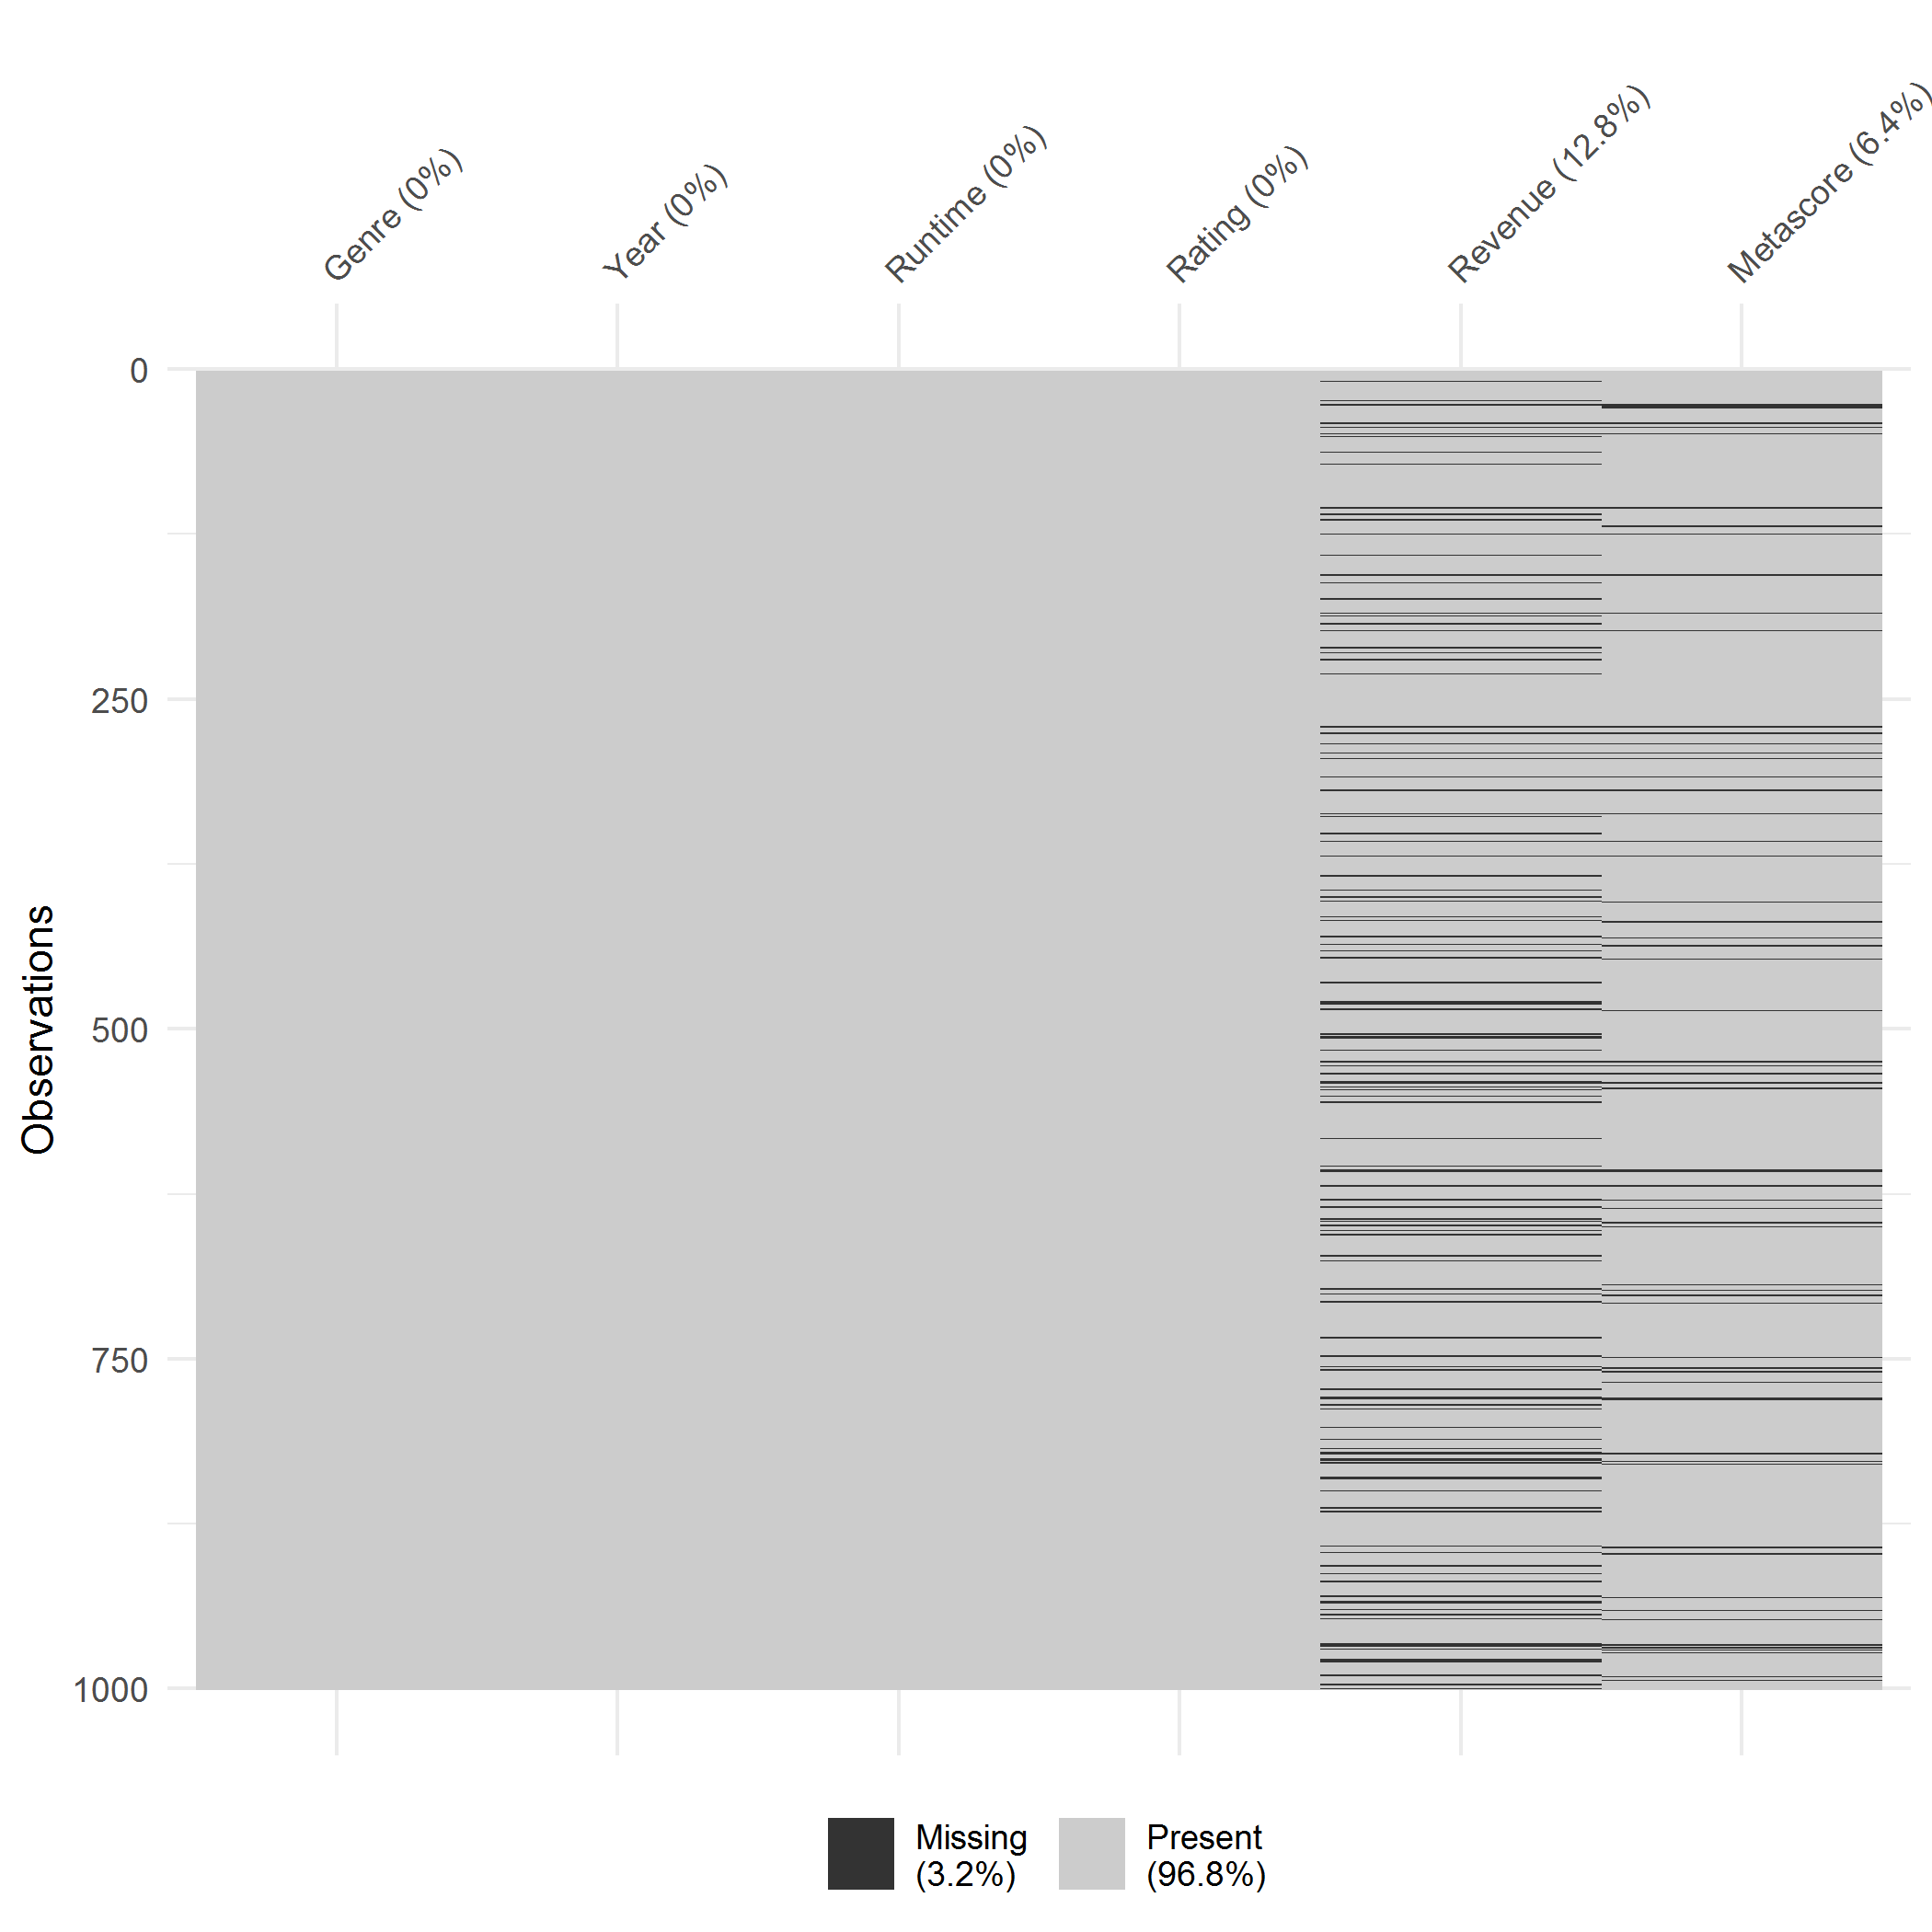 Genre (0%)
Year (0%)
Runtime (0%)
Rating (0%)
Revenue (12.8%)
Metascore (6.4%)
0
250
500
750
1000
Observations
Missing
(3.2%)
Present
(96.8%)